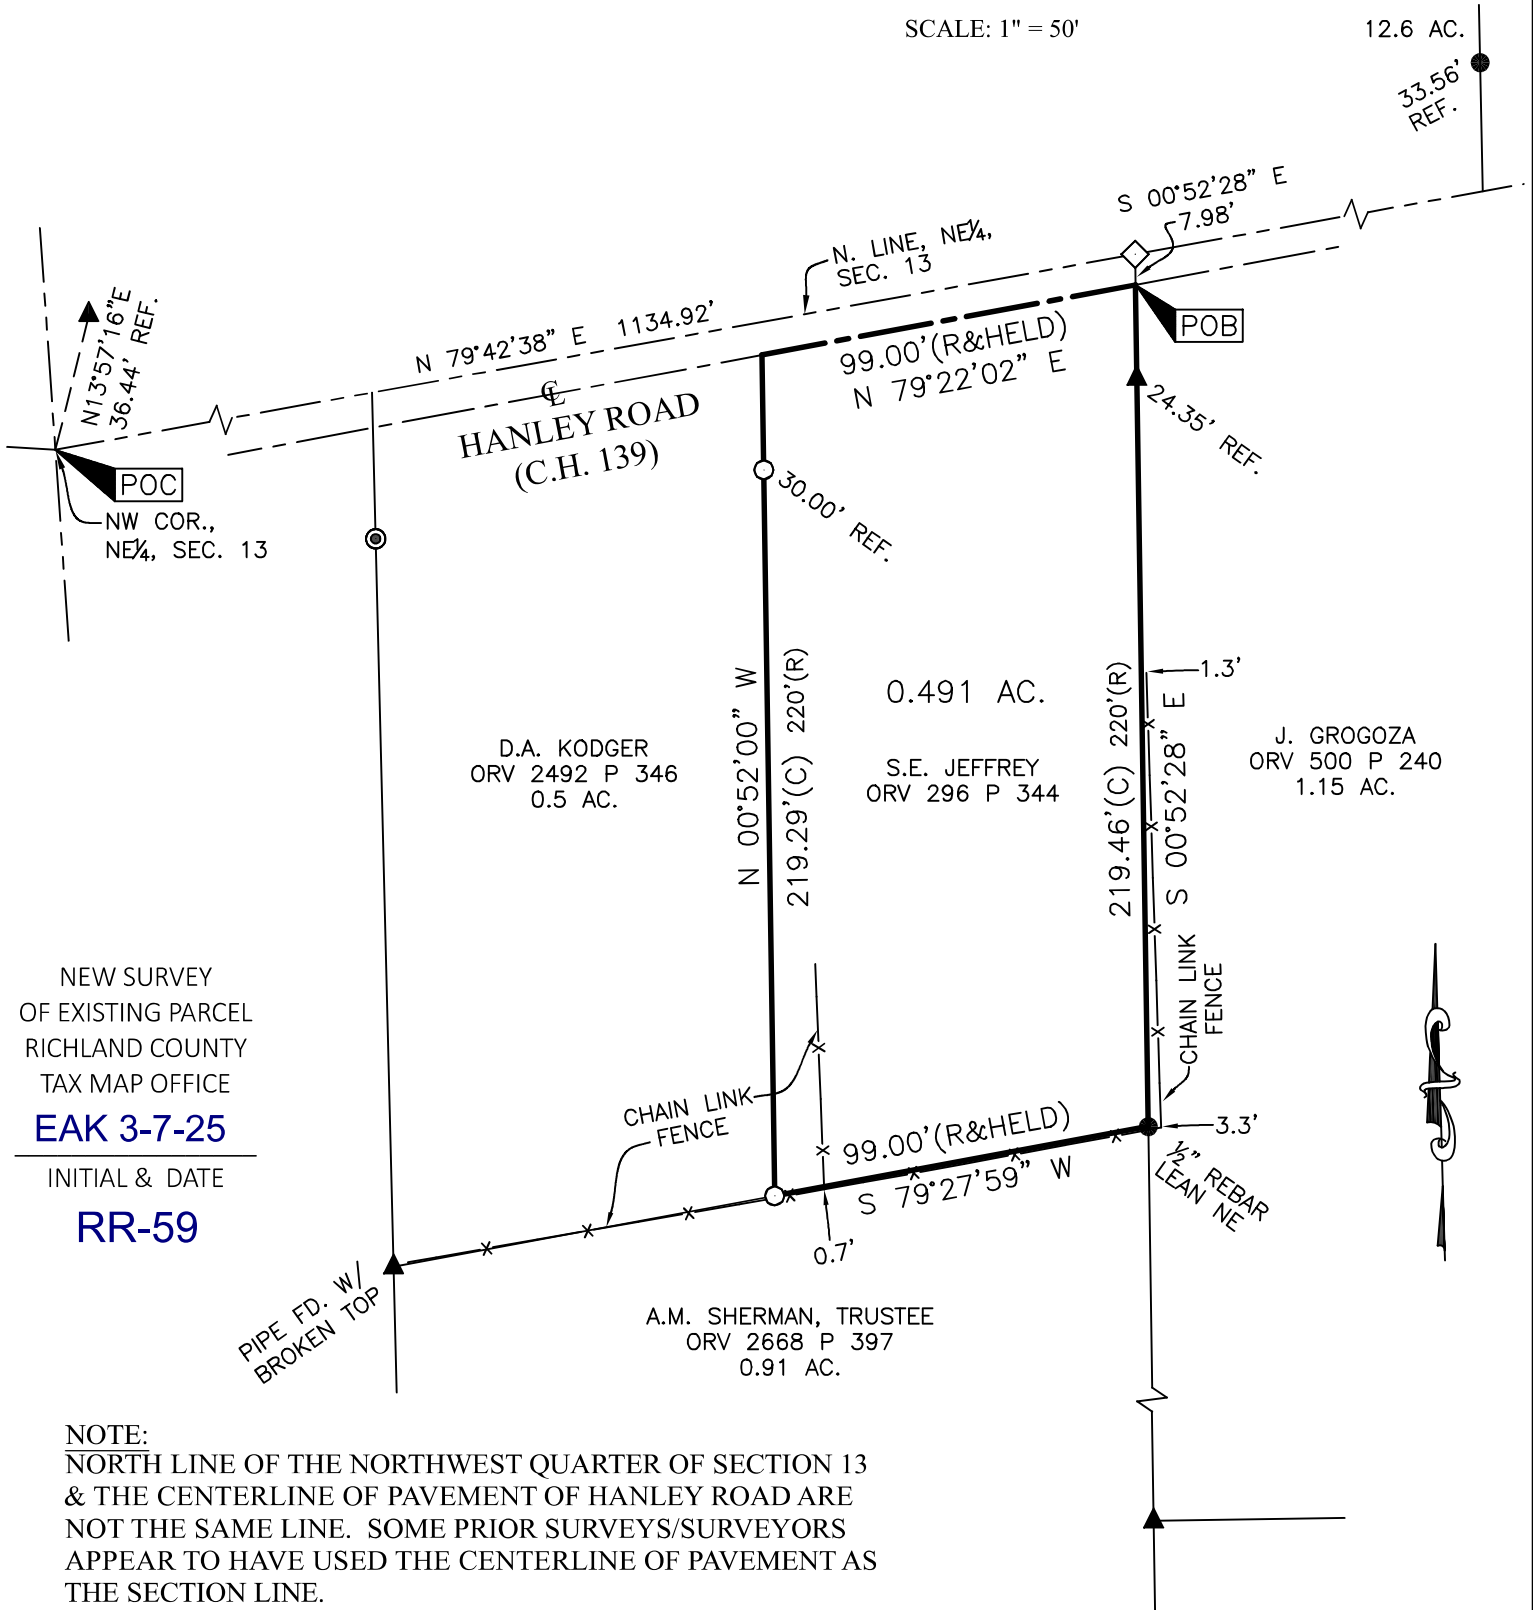 SCALE: 1" = 50'
12.6 AC.
33.56'
REF.
S 00°52'28" E
7.98'
N. LINE, NE¼,
SEC. 13
N13°57'16"E
36.44' REF.
N 79°42'38" E 1134.92'
POB
99.00'(R&HELD)
N 79°22'02" E
℄
HANLEY ROAD
(C.H. 139)
24.35' REF.
POC
NW COR.,
NE¼, SEC. 13
30.00' REF.
N 00°52'00" W
219.29'(C) 220'(R)
0.491 AC.
219.46'(C) 220'(R)
S 00°52'28" E
1.3'
D.A. KODGER
ORV 2492 P 346
0.5 AC.
S.E. JEFFREY
ORV 296 P 344
J. GROGOZA
ORV 500 P 240
1.15 AC.
NEW SURVEY
OF EXISTING PARCEL
RICHLAND COUNTY
TAX MAP OFFICE
EAK 3-7-25
INITIAL & DATE
RR-59
CHAIN LINK
FENCE
CHAIN LINK
FENCE
99.00'(R&HELD)
S 79°27'59" W
3.3'
½" REBAR
LEAN NE
0.7'
PIPE FD. W/
BROKEN TOP
A.M. SHERMAN, TRUSTEE
ORV 2668 P 397
0.91 AC.
NOTE:
NORTH LINE OF THE NORTHWEST QUARTER OF SECTION 13
& THE CENTERLINE OF PAVEMENT OF HANLEY ROAD ARE
NOT THE SAME LINE. SOME PRIOR SURVEYS/SURVEYORS
APPEAR TO HAVE USED THE CENTERLINE OF PAVEMENT AS
THE SECTION LINE.